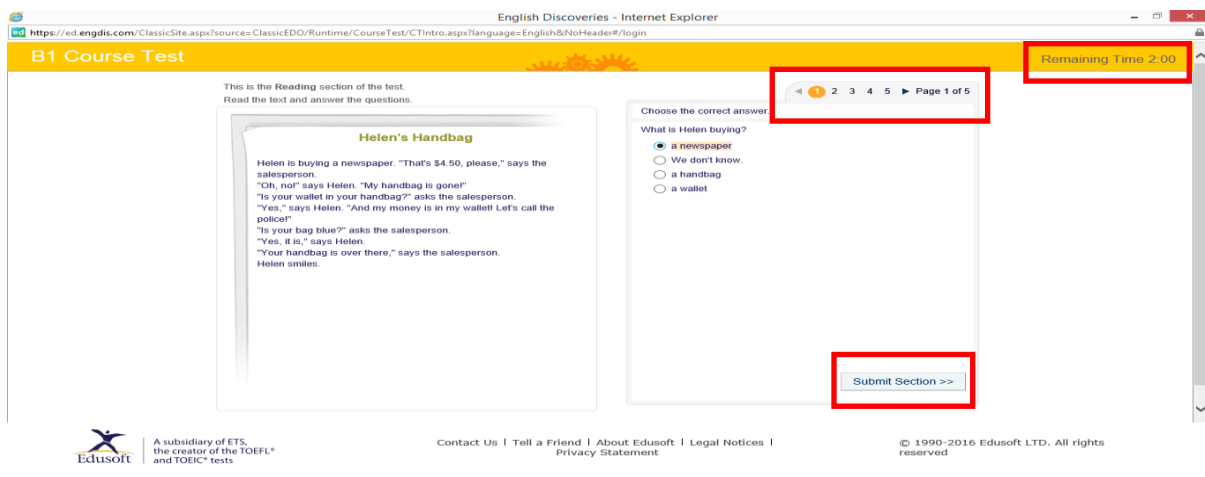 English Discoveries - Internet Explorer
ed https://ed.engdis.com/ClassicSite.aspx?source=ClassicEDO/Runtime/CourseTest/CTIntro.aspx?language=English&NoHeader#/login
B1 Course Test
Remaining Time 2:00
This is the Reading section of the test.
Read the text and answer the questions.
Helen's Handbag
Helen is buying a newspaper. "That's $4.50, please," says the
salesperson.
"Oh, no!" says Helen. "My handbag is gone!"
"Is your wallet in your handbag?" asks the salesperson.
"Yes," says Helen. "And my money is in my wallet! Let's call the
police!"
"Is your bag blue?" asks the salesperson.
"Yes, it is," says Helen.
"Your handbag is over there," says the salesperson.
Helen smiles.
1 2 3 4 5 Page 1 of 5
Choose the correct answer.
What is Helen buying?
a newspaper
We don't know.
a handbag
a wallet
Submit Section >>
Edusoft
A subsidiary of ETS,
the creator of the TOEFL®
and TOEIC® tests
Contact Us | Tell a Friend | About Edusoft | Legal Notices |
Privacy Statement
© 1990-2016 Edusoft LTD. All rights
reserved